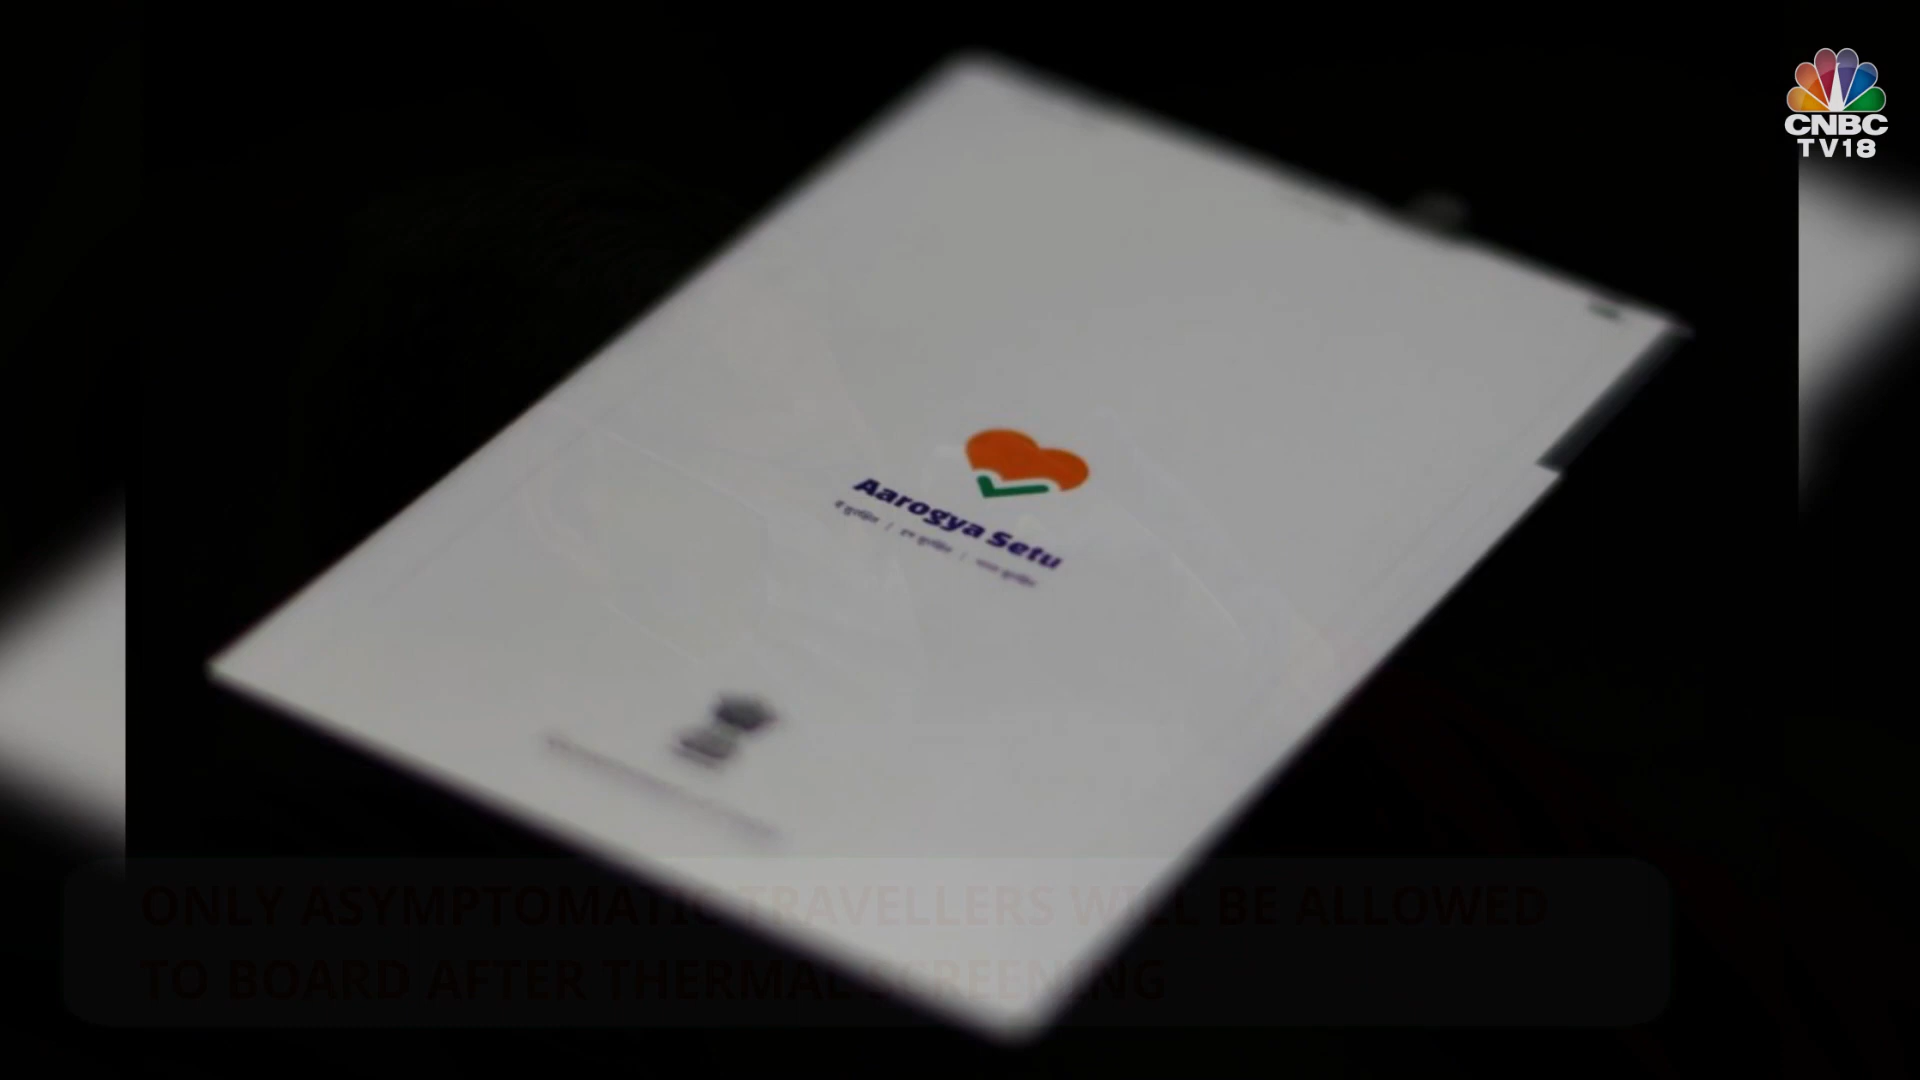 CNBC
TV18
Aarogya Setu
ONLY ASYMPTOMATIC TRAVELLERS WILL BE ALLOWED
TO BOARD AFTER THERMAL SCREENING